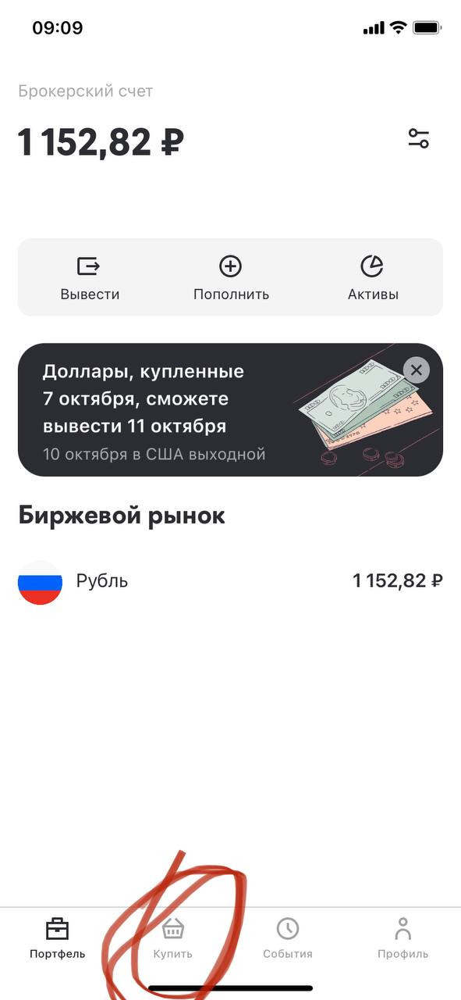 09:09
Брокерский счет
1 152,82 ₽
Вывести
Пополнить
Активы
Доллары, купленные
7 октября, сможете
вывести 11 октября
10 октября в США выходной
Биржевой рынок
Рубль
1 152,82 ₽
Портфель
Купить
События
Профиль